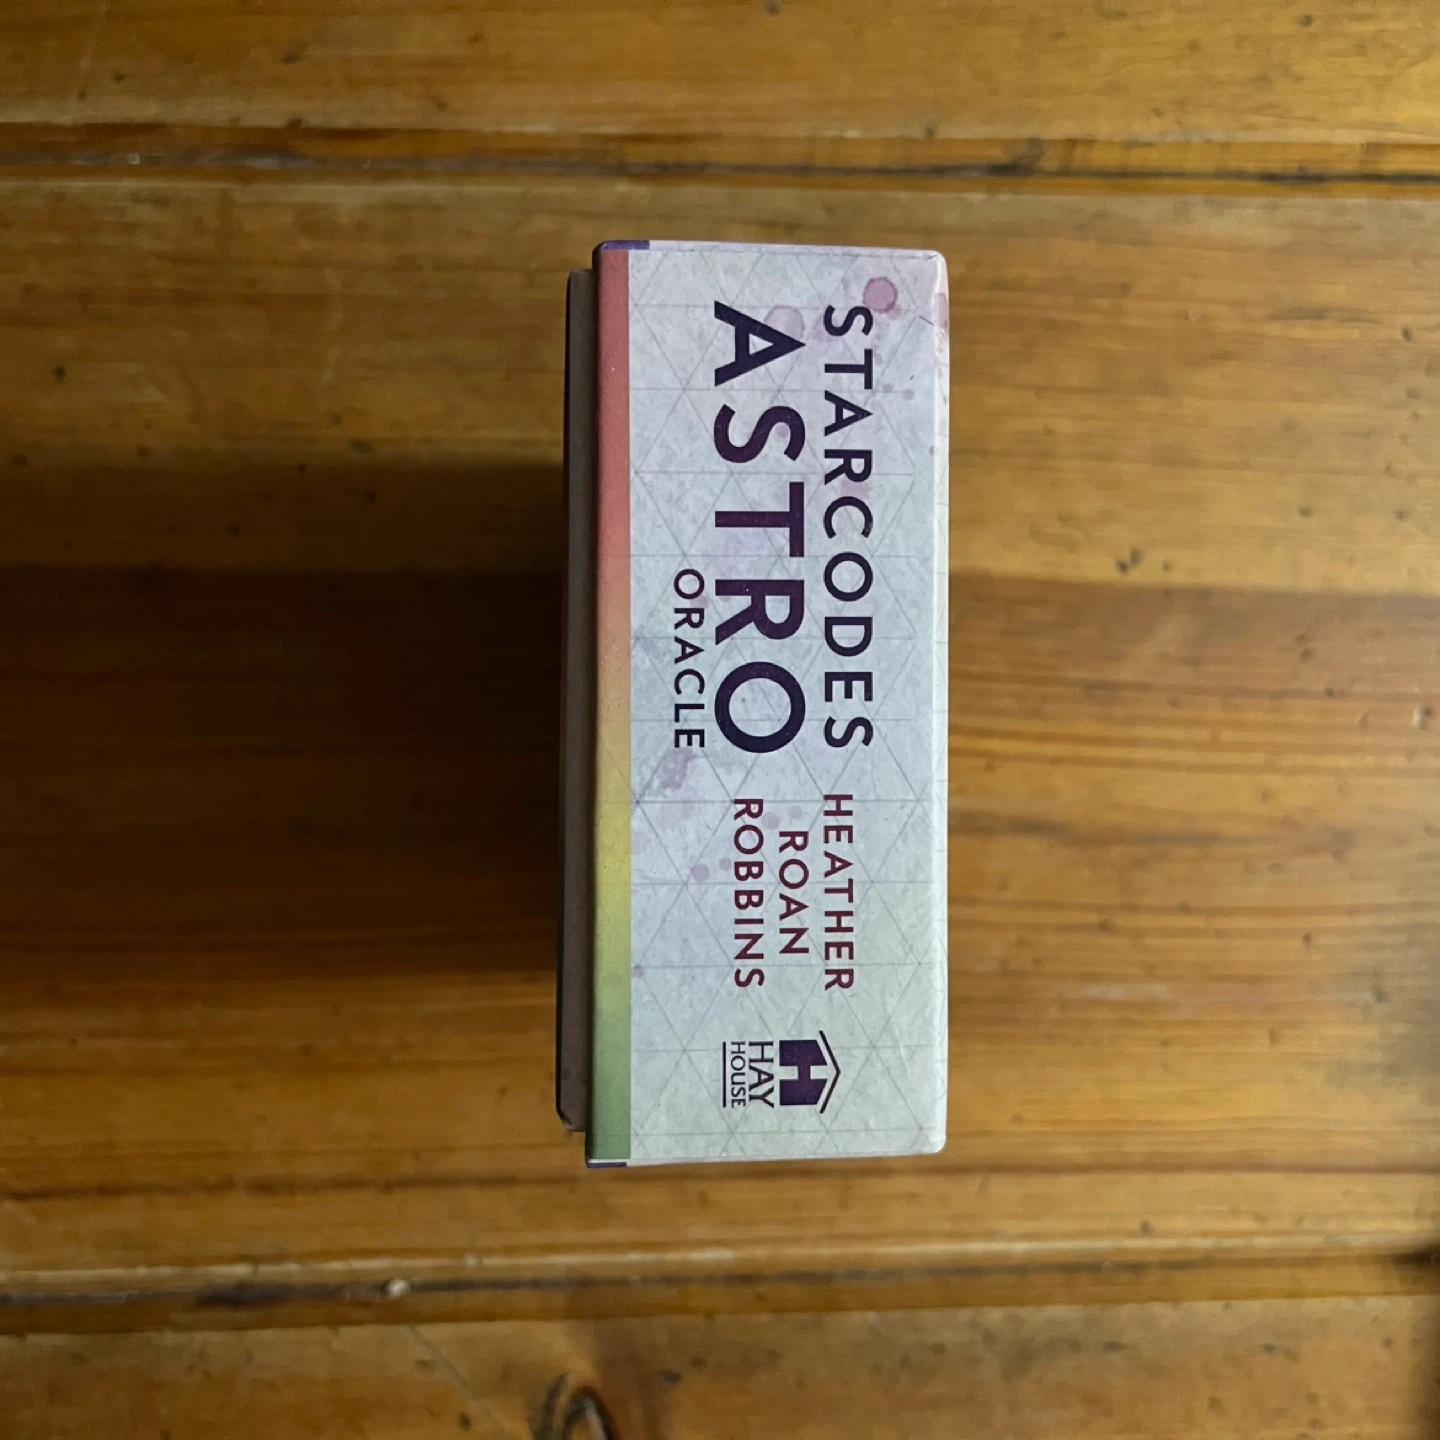 STARCODES
ASTRO
ORACLE
HEATHER
ROAN
ROBBINS
H
HAY
HOUSE